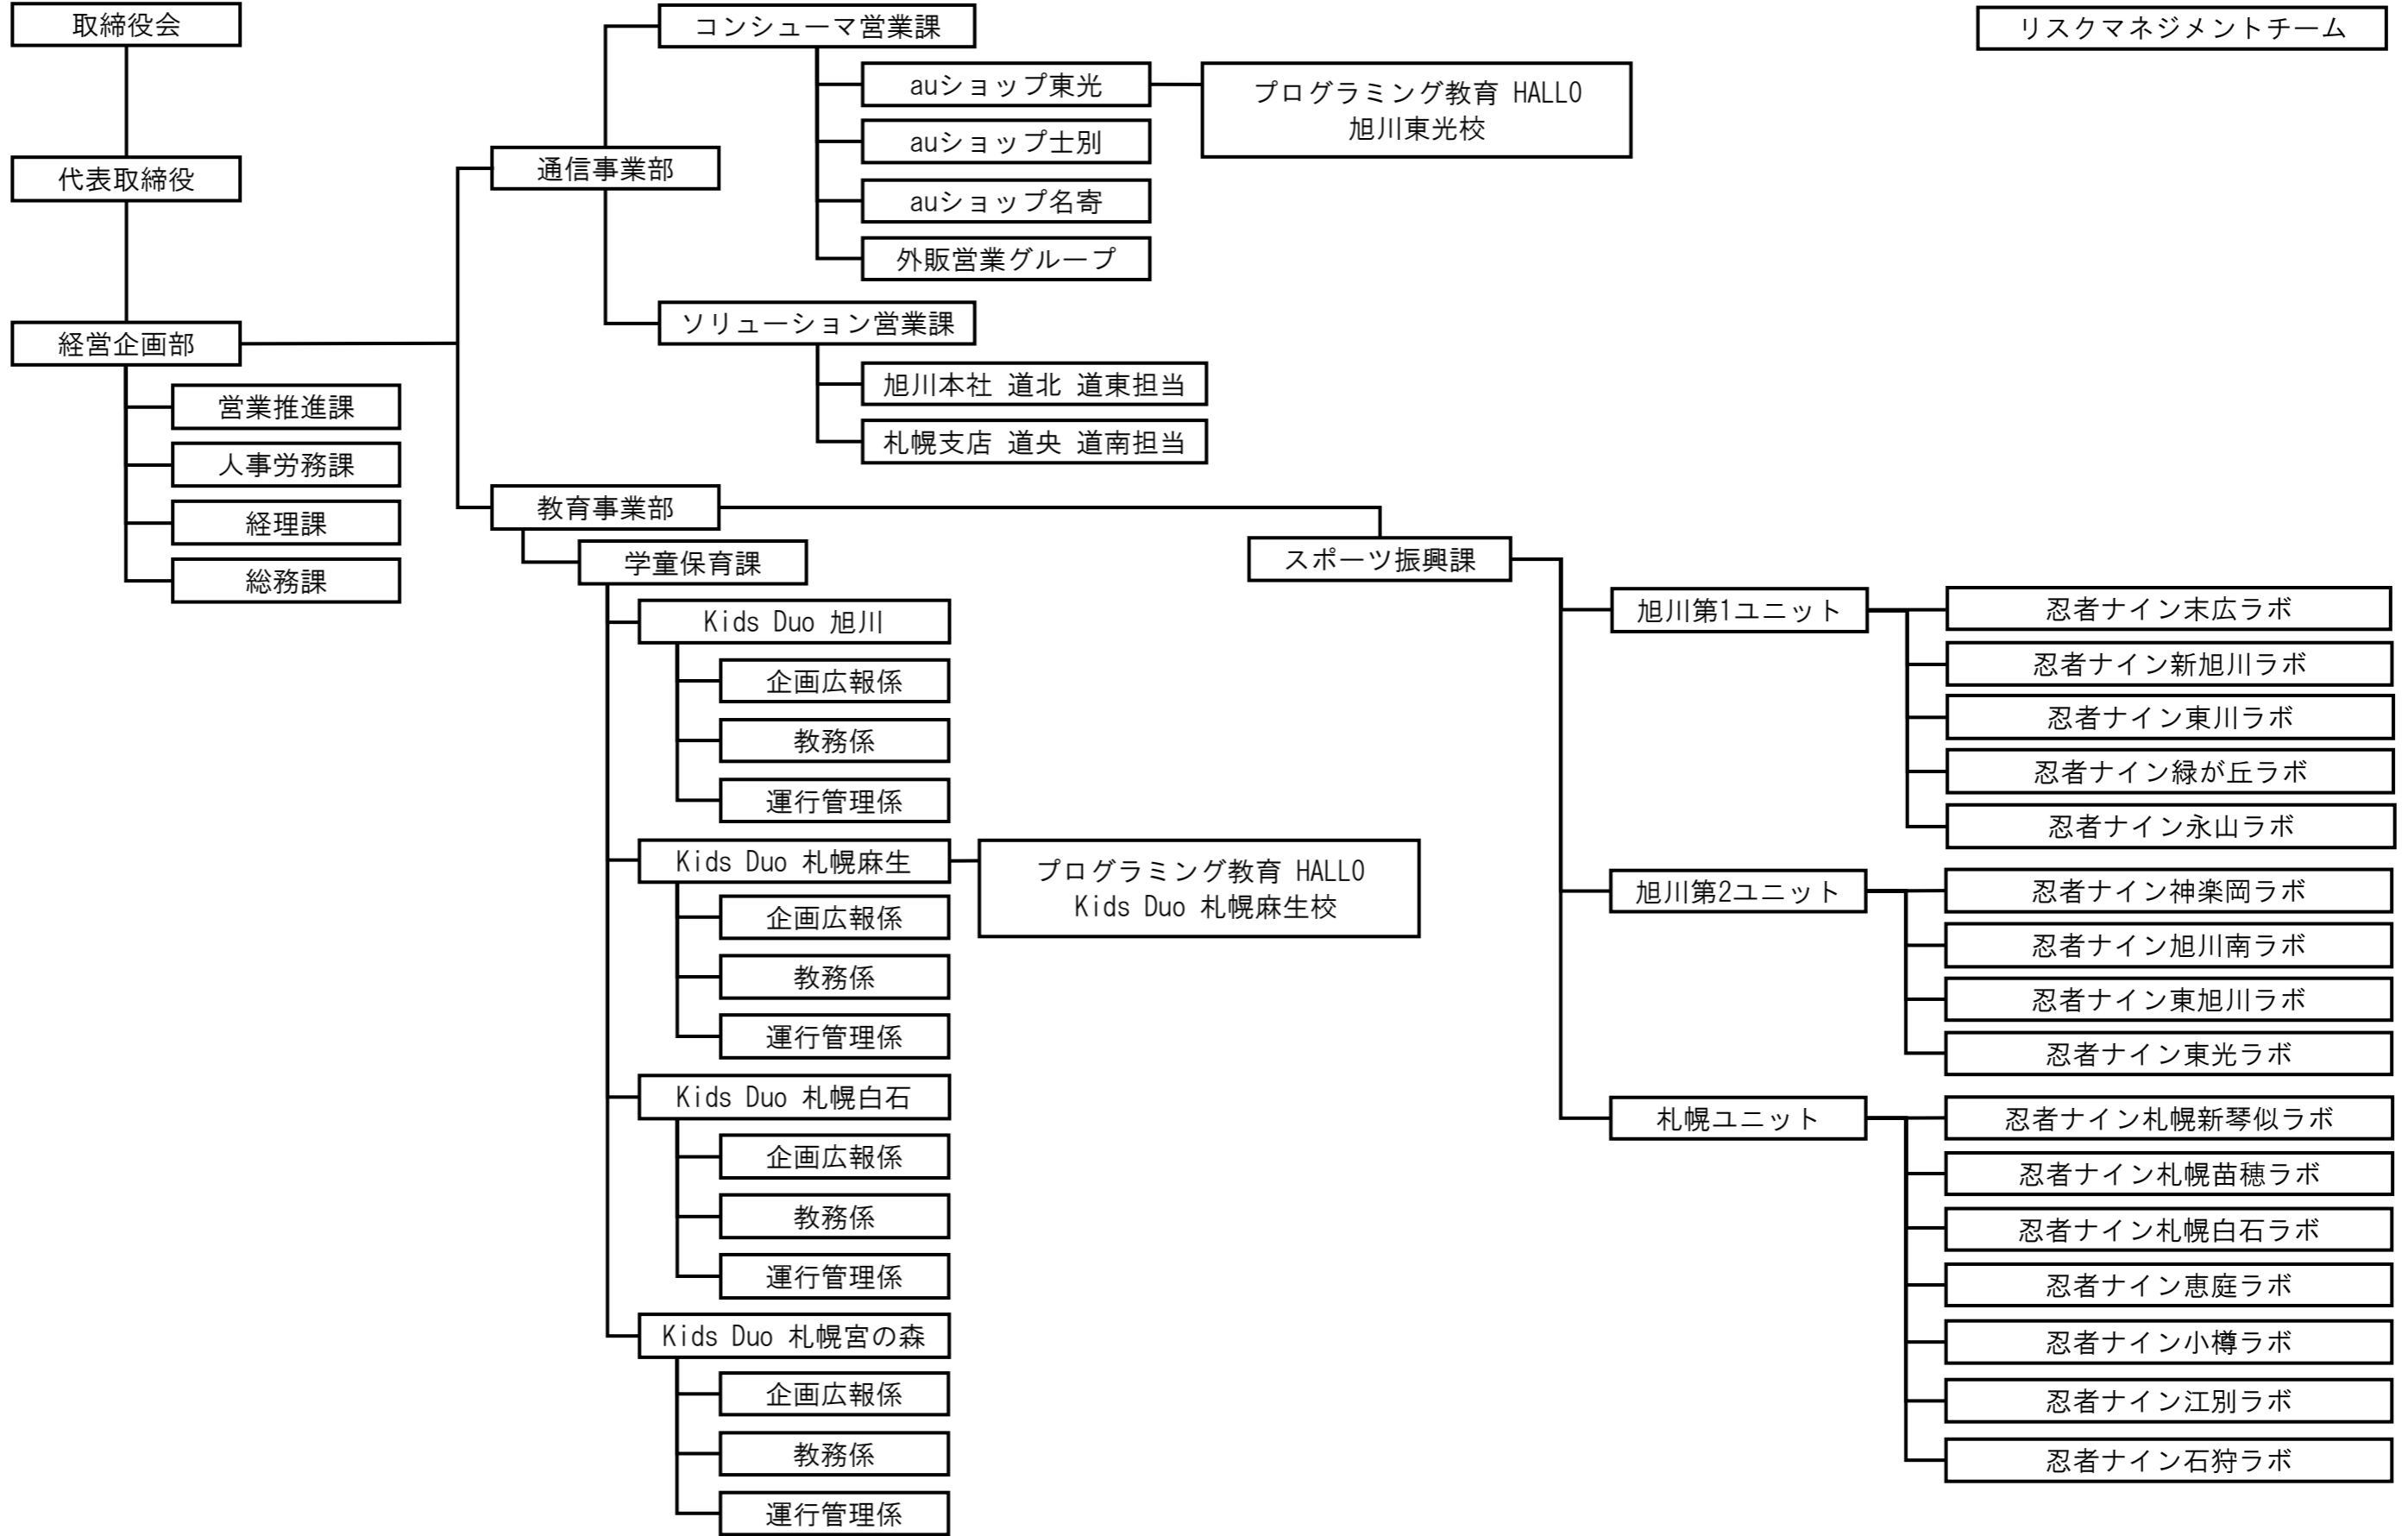 取締役会
代表取締役
経営企画部
営業推進課
人事労務課
経理課
総務課
通信事業部
コンシューマ営業課
auショップ東光
プログラミング教育 HALLO
旭川東光校
auショップ士別
auショップ名寄
外販営業グループ
ソリューション営業課
旭川本社 道北 道東担当
札幌支店 道央 道南担当
教育事業部
学童保育課
Kids Duo 旭川
企画広報係
教務係
運行管理係
Kids Duo 札幌麻生
プログラミング教育 HALLO
Kids Duo 札幌麻生校
企画広報係
教務係
運行管理係
Kids Duo 札幌白石
企画広報係
教務係
運行管理係
Kids Duo 札幌宮の森
企画広報係
教務係
運行管理係
スポーツ振興課
旭川第1ユニット
忍者ナイン末広ラボ
忍者ナイン新旭川ラボ
忍者ナイン東川ラボ
忍者ナイン緑が丘ラボ
忍者ナイン永山ラボ
旭川第2ユニット
忍者ナイン神楽岡ラボ
忍者ナイン旭川南ラボ
忍者ナイン東旭川ラボ
忍者ナイン東光ラボ
札幌ユニット
忍者ナイン札幌新琴似ラボ
忍者ナイン札幌苗穂ラボ
忍者ナイン札幌白石ラボ
忍者ナイン恵庭ラボ
忍者ナイン小樽ラボ
忍者ナイン江別ラボ
忍者ナイン石狩ラボ
リスクマネジメントチーム